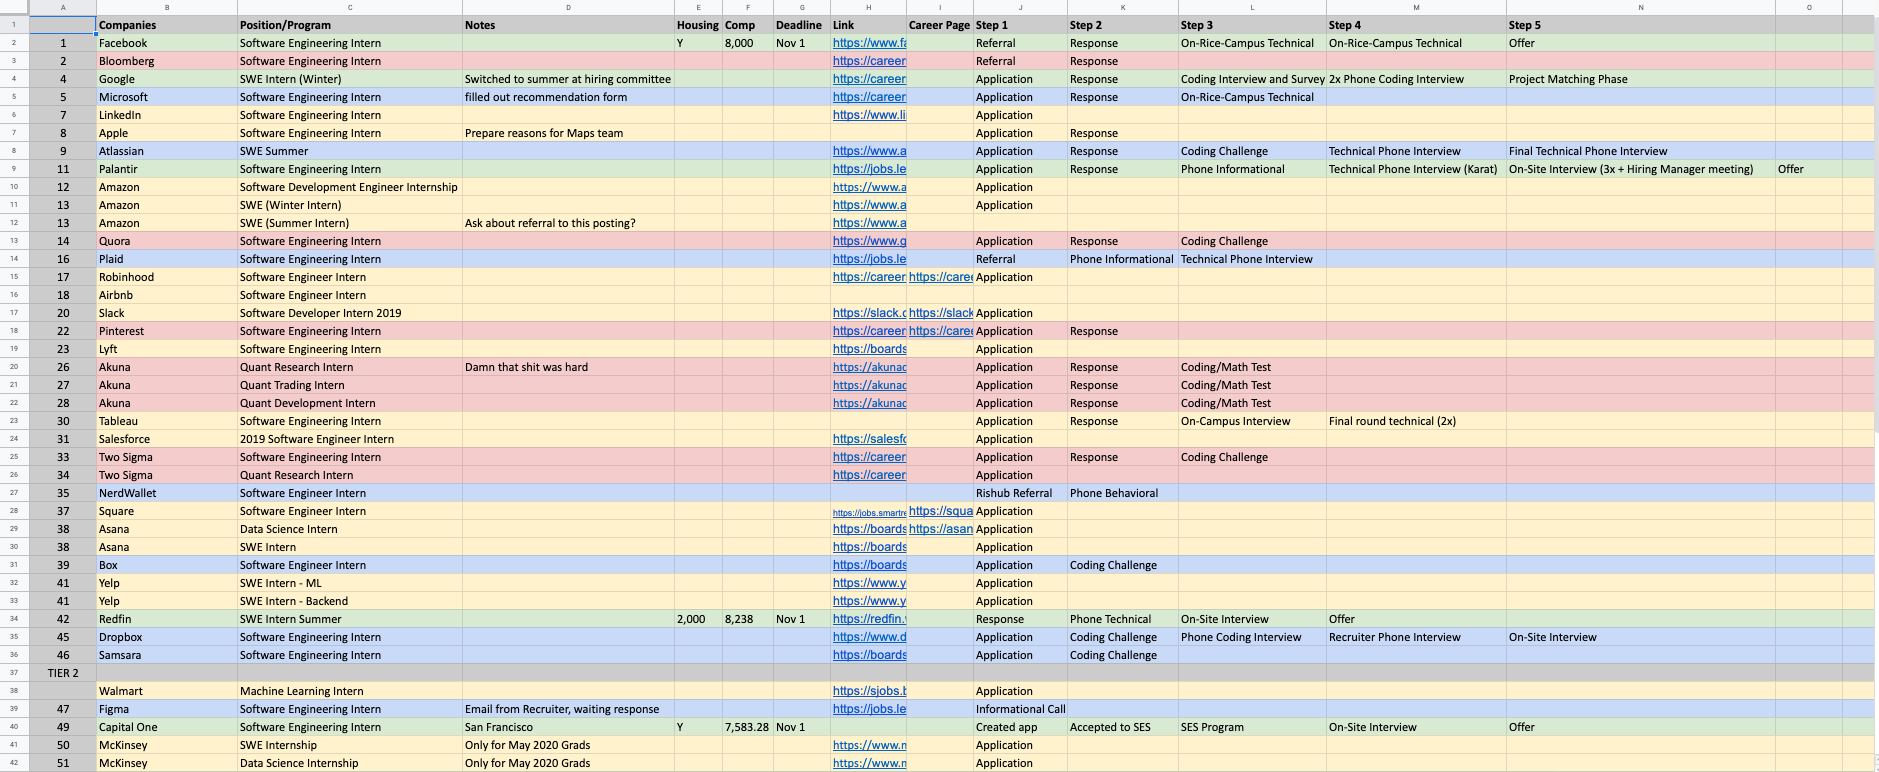 A B C D E F G H I J K L M N O
1 Companies Position/Program Notes Housing Comp Deadline Link Career Page Step 1 Step 2 Step 3 Step 4 Step 5
2 1 Facebook Software Engineering Intern Y 8,000 Nov 1 https://www.fa Referral Response On-Rice-Campus Technical On-Rice-Campus Technical Offer
3 2 Bloomberg Software Engineering Intern https://career Referral Response
4 4 Google SWE Intern (Winter) Switched to summer at hiring committee https://career Application Response Coding Interview and Survey 2x Phone Coding Interview Project Matching Phase
5 5 Microsoft Software Engineering Intern filled out recommendation form https://career Application Response On-Rice-Campus Technical
6 7 LinkedIn Software Engineering Intern https://www.li Application
7 8 Apple Software Engineering Intern Prepare reasons for Maps team Application Response
8 9 Atlassian SWE Summer https://www.a Application Response Coding Challenge Technical Phone Interview Final Technical Phone Interview
9 11 Palantir Software Engineering Intern https://jobs.le Application Response Phone Informational Technical Phone Interview (Karat) On-Site Interview (3x + Hiring Manager meeting) Offer
10 12 Amazon Software Development Engineer Internship https://www.a Application
11 13 Amazon SWE (Winter Intern) https://www.a Application
12 13 Amazon SWE (Summer Intern) Ask about referral to this posting? https://www.a
13 14 Quora Software Engineering Intern https://www.q Application Response Coding Challenge
14 16 Plaid Software Engineering Intern https://jobs.le Referral Phone Informational Technical Phone Interview
15 17 Robinhood Software Engineer Intern https://career https://caree Application
16 18 Airbnb Software Engineer Intern
17 20 Slack Software Developer Intern 2019 https://slack.c https://slack Application
18 22 Pinterest Software Engineering Intern https://career https://caree Application Response
19 23 Lyft Software Engineering Intern https://boards Application
20 26 Akuna Quant Research Intern Damn that shit was hard https://akunac Application Response Coding/Math Test
21 27 Akuna Quant Trading Intern https://akunac Application Response Coding/Math Test
22 28 Akuna Quant Development Intern https://akunac Application Response Coding/Math Test
23 30 Tableau Software Engineering Intern Application Response On-Campus Interview Final round technical (2x)
24 31 Salesforce 2019 Software Engineer Intern https://salesfo Application
25 33 Two Sigma Software Engineering Intern https://career Application Response Coding Challenge
26 34 Two Sigma Quant Research Intern https://career Application
27 35 NerdWallet Software Engineer Intern Rishub Referral Phone Behavioral
28 37 Square Software Engineer Intern https://jobs.smartre https://squa Application
29 38 Asana Data Science Intern https://boards https://asan Application
30 38 Asana SWE Intern https://boards Application
31 39 Box Software Engineer Intern https://boards Application Coding Challenge
32 41 Yelp SWE Intern - ML https://www.y Application
33 41 Yelp SWE Intern - Backend https://www.y Application
34 42 Redfin SWE Intern Summer 2,000 8,238 Nov 1 https://redfin. Response Phone Technical On-Site Interview Offer
35 45 Dropbox Software Engineering Intern https://www.d Application Coding Challenge Phone Coding Interview Recruiter Phone Interview On-Site Interview
36 46 Samsara Software Engineering Intern https://boards Application Coding Challenge
37 TIER 2
38 Walmart Machine Learning Intern https://sjobs.b Application
39 47 Figma Software Engineering Intern Email from Recruiter, waiting response https://jobs.le Informational Call
40 49 Capital One Software Engineering Intern San Francisco Y 7,583.28 Nov 1 Created app Accepted to SES SES Program On-Site Interview Offer
41 50 McKinsey SWE Internship Only for May 2020 Grads https://www.n Application
42 51 McKinsey Data Science Internship Only for May 2020 Grads https://www.n Application